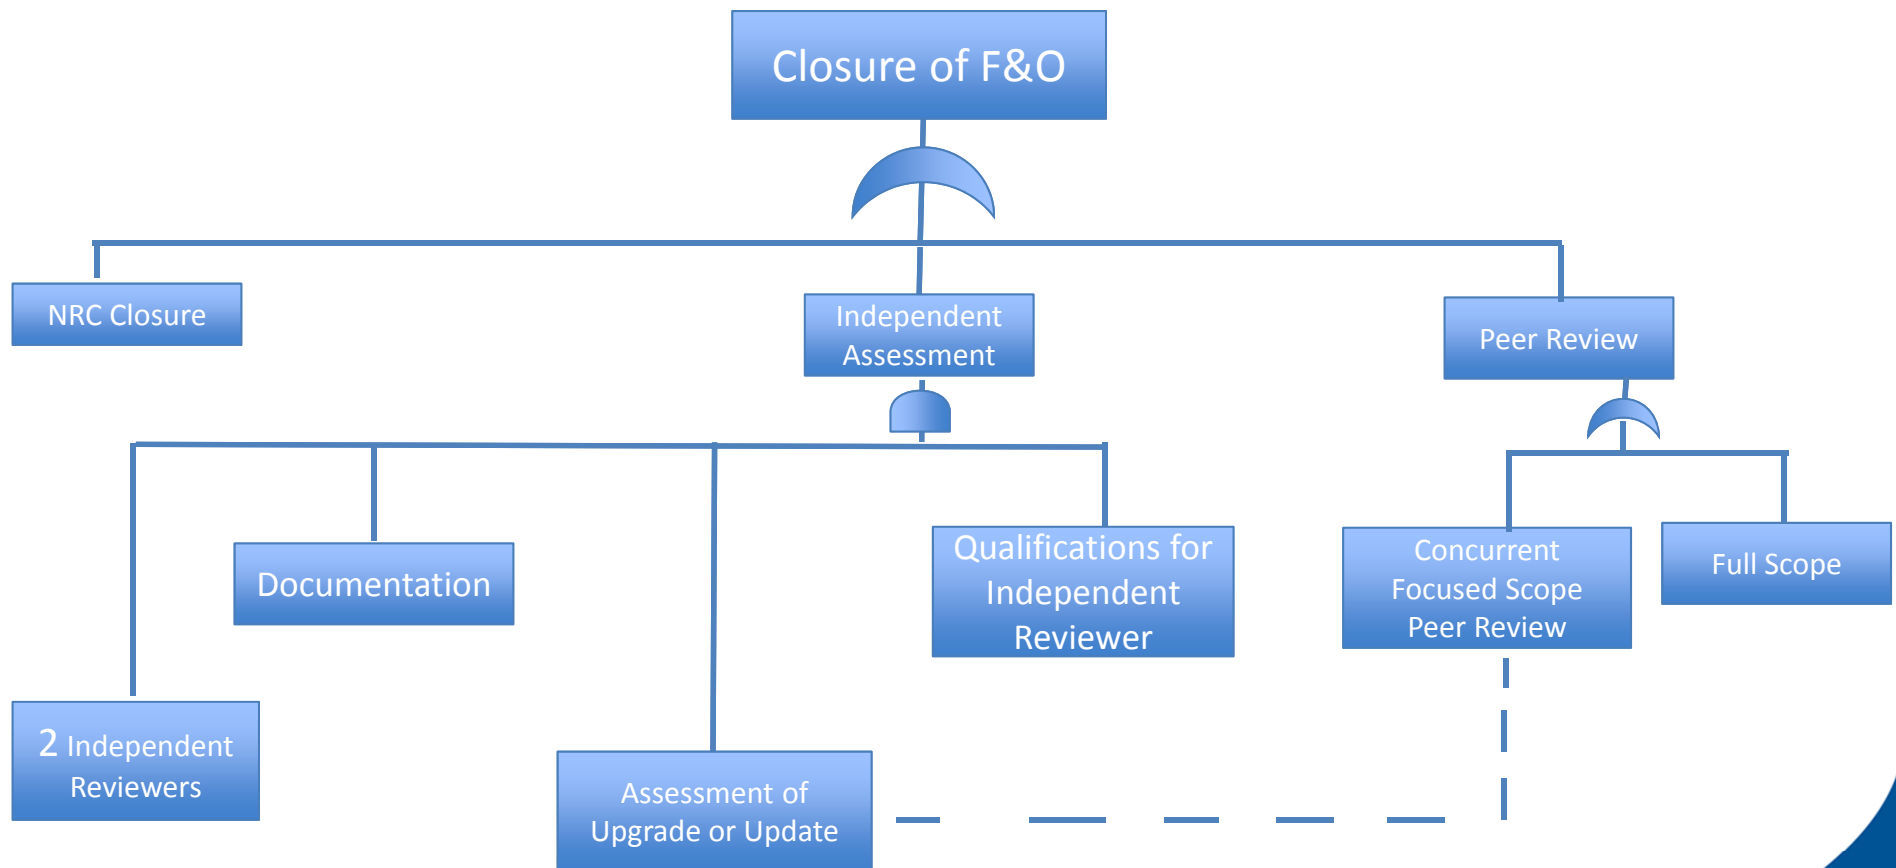 Closure of F&O
NRC Closure
Independent
Assessment
Peer Review
Documentation
Qualifications for
Independent
Reviewer
Concurrent
Focused Scope
Peer Review
Full Scope
2 Independent
Reviewers
Assessment of
Upgrade or Update